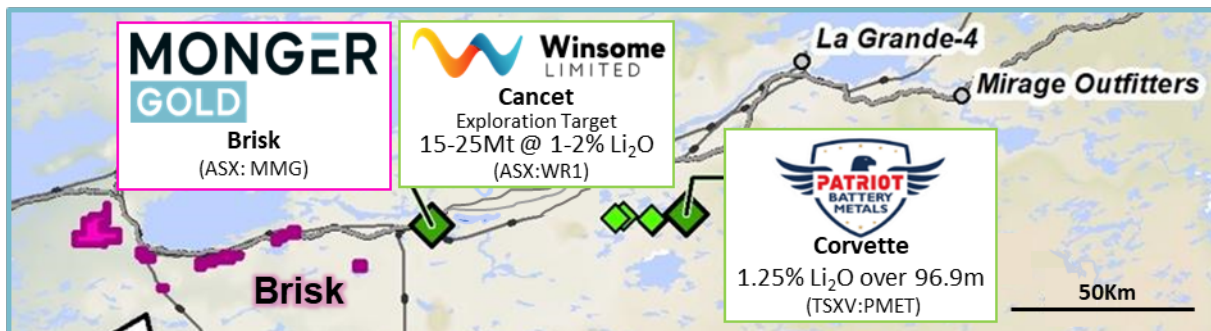 MONGER
GOLD
Brisk
(ASX: MMG)
Winsome
LIMITED
Cancet
Exploration Target
15-25Mt @ 1-2% Li₂O
(ASX:WR1)
La Grande-4
Mirage Outfitters
PATRIOT
BATTERY
METALS
Corvette
1.25% Li₂O over 96.9m
(TSXV:PMET)
Brisk
50Km